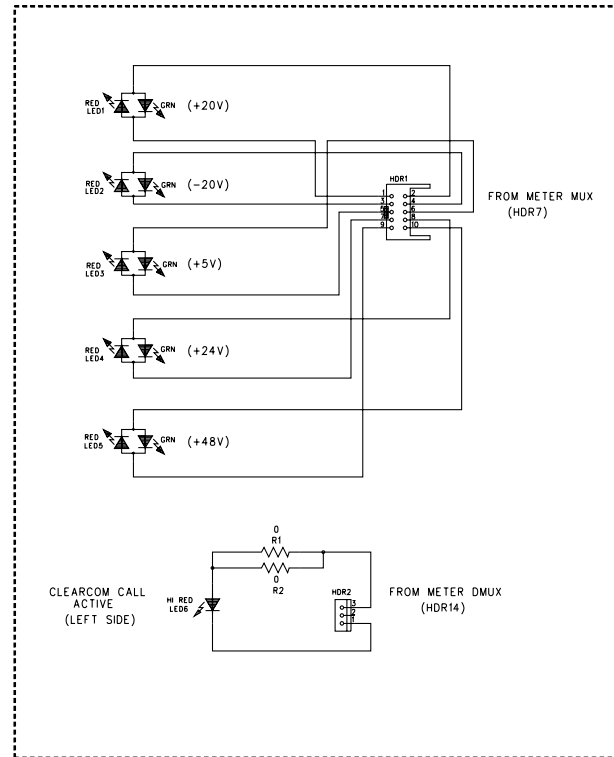 RED
LED1
GRN
(+20V)
RED
LED2
GRN
(-20V)
RED
LED3
GRN
(+5V)
RED
LED4
GRN
(+24V)
RED
LED5
GRN
(+48V)
HDR1
1
2
3
4
6
8
9
10
FROM METER MUX
(HDR7)
0
R1
0
R2
CLEARCOM CALL
ACTIVE
(LEFT SIDE)
HI RED
LED6
HDR2
3
2
1
FROM METER DMUX
(HDR14)